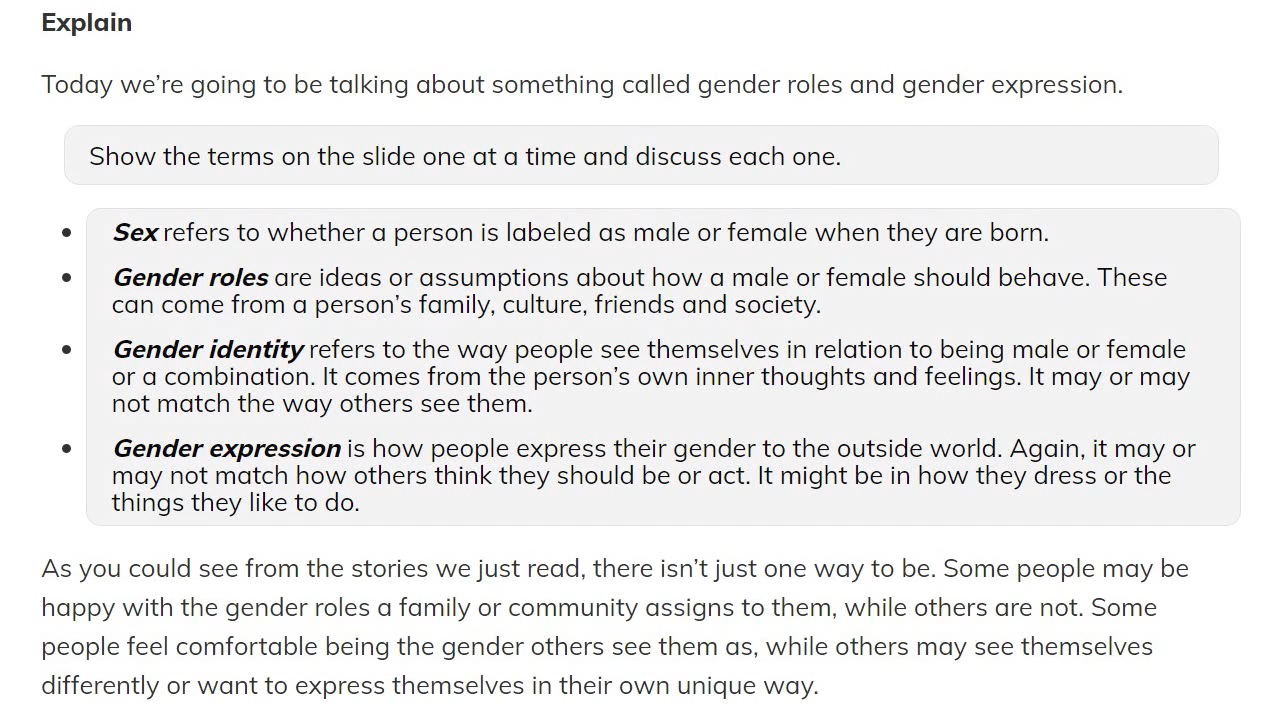 Explain
Today we’re going to be talking about something called gender roles and gender expression.
Show the terms on the slide one at a time and discuss each one.
• Sex refers to whether a person is labeled as male or female when they are born.
• Gender roles are ideas or assumptions about how a male or female should behave. These
can come from a person’s family, culture, friends and society.
• Gender identity refers to the way people see themselves in relation to being male or female
or a combination. It comes from the person’s own inner thoughts and feelings. It may or may
not match the way others see them.
• Gender expression is how people express their gender to the outside world. Again, it may or
may not match how others think they should be or act. It might be in how they dress or the
things they like to do.
As you could see from the stories we just read, there isn’t just one way to be. Some people may be
happy with the gender roles a family or community assigns to them, while others are not. Some
people feel comfortable being the gender others see them as, while others may see themselves
differently or want to express themselves in their own unique way.